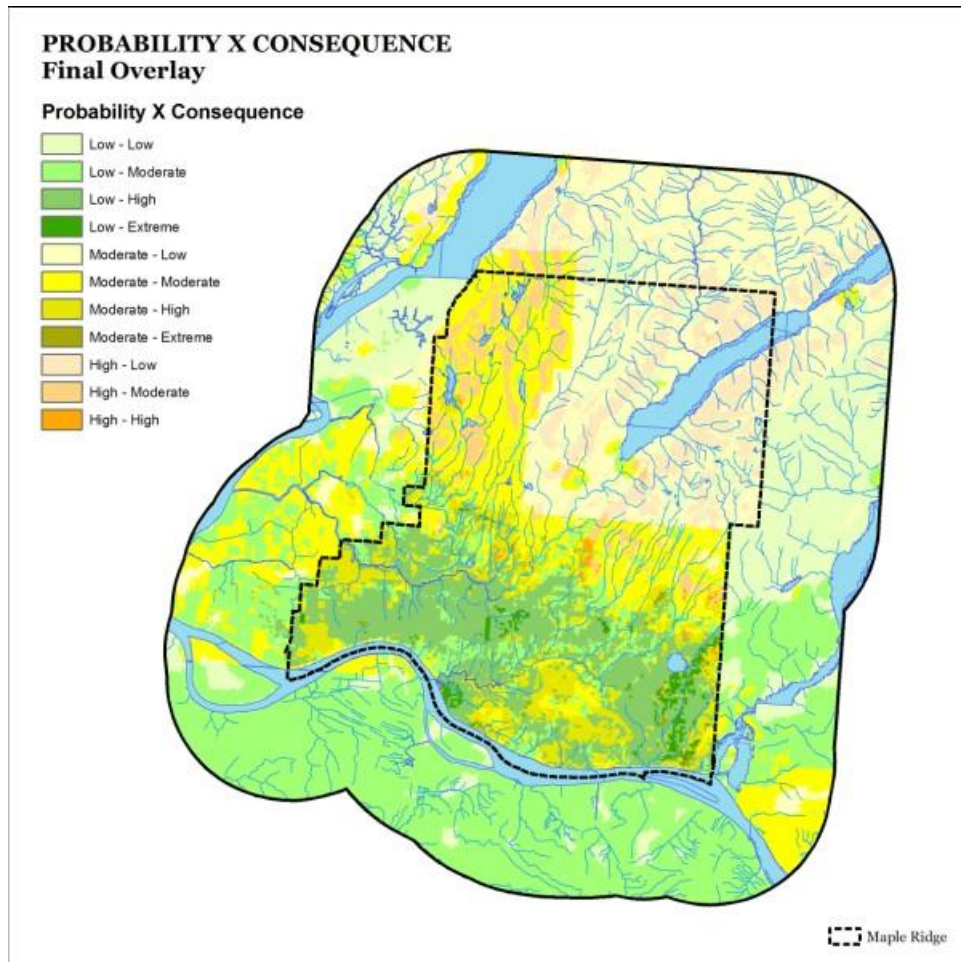 PROBABILITY X CONSEQUENCE
Final Overlay
Probability X Consequence
Low - Low
Low - Moderate
Low - High
Low - Extreme
Moderate - Low
Moderate - Moderate
Moderate - High
Moderate - Extreme
High - Low
High - Moderate
High - High
Maple Ridge